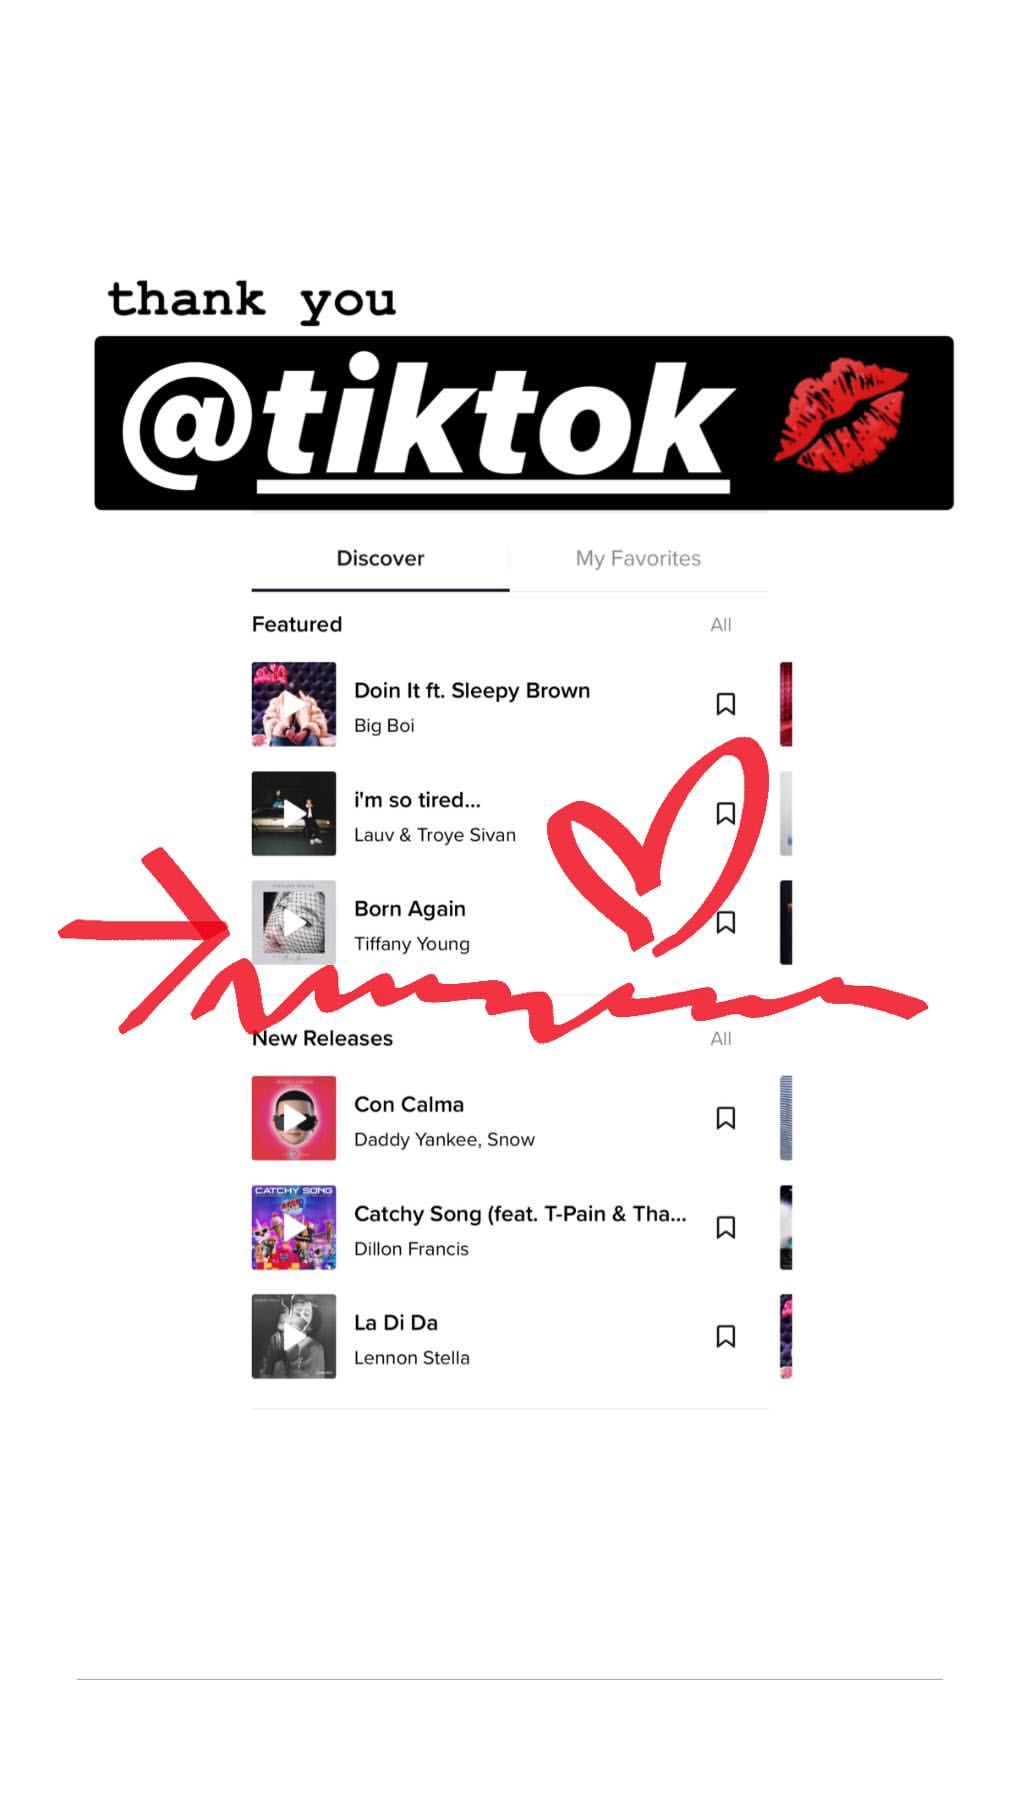 thank you
@tiktok
Discover
My Favorites
Featured
All
Doin It ft. Sleepy Brown
Big Boi
i'm so tired...
Lauv & Troye Sivan
Born Again
Tiffany Young
New Releases
All
Con Calma
Daddy Yankee, Snow
CATCHY SONG
Catchy Song (feat. T-Pain & Tha...
Dillon Francis
La Di Da
Lennon Stella